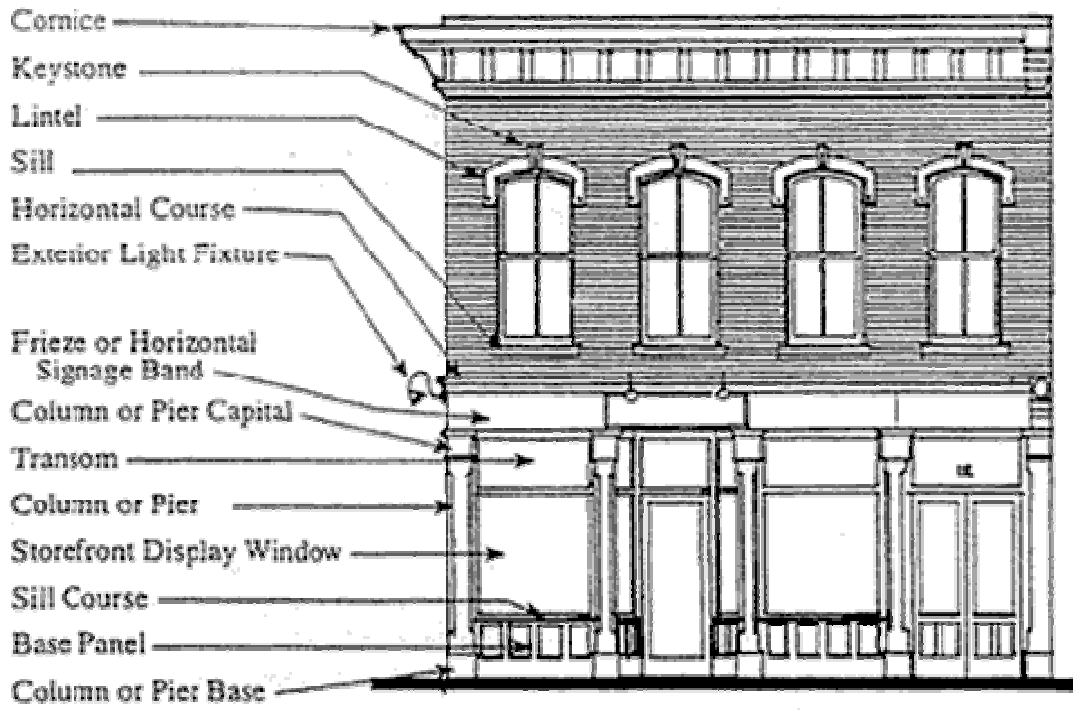 Cornice
Keystone
Lintel
Sill
Horizontal Course
Exterior Light Fixture
Frieze or Horizontal
Signage Band
Column or Pier Capital
Transom
Column or Pier
Storefront Display Window
Sill Course
Base Panel
Column or Pier Base